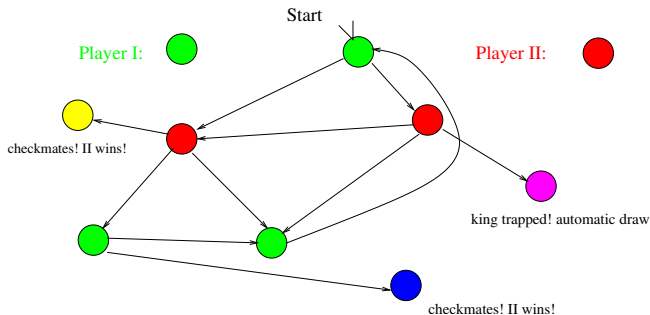 Start
Player I:
Player II:
checkmates! II wins!
king trapped! automatic draw
checkmates! II wins!